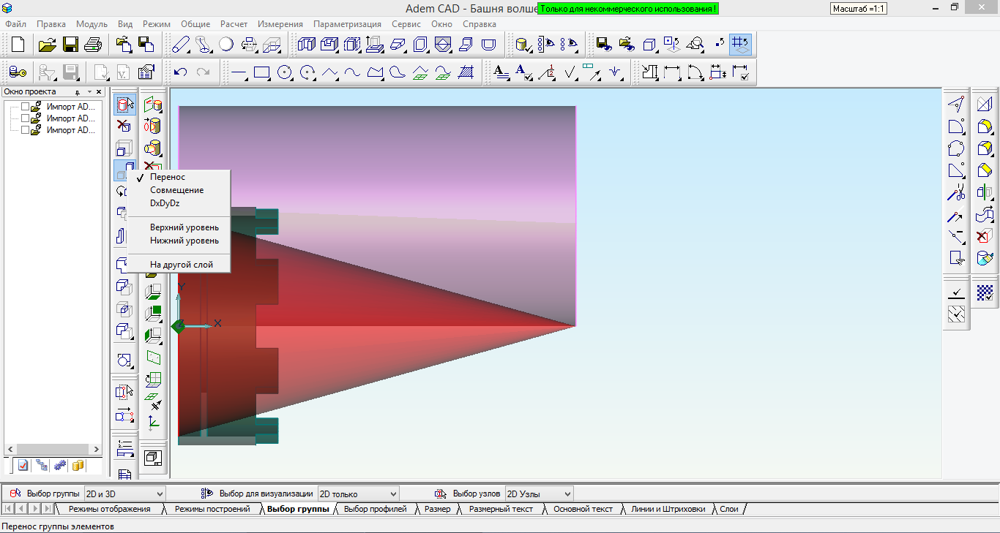 Adem CAD - Башня волше
Только для некоммерческого использования !
Масштаб =1:1
Файл Правка Модуль Вид Режим Общие Расчет Измерения Параметризация Сервис Окно Справка
Окно проекта
Импорт AD...
Импорт AD...
Импорт AD...
Перенос
Совмещение
DxDyDz
Верхний уровень
Нижний уровень
На другой слой
Y
Z
X
Выбор группы 2D и 3D Выбор для визуализации 2D только Выбор узлов 2D Узлы
Режимы отображения Режимы построений Выбор группы Выбор профилей Размер Размерный текст Основной текст Линии и Штриховки Слои
Перенос группы элементов